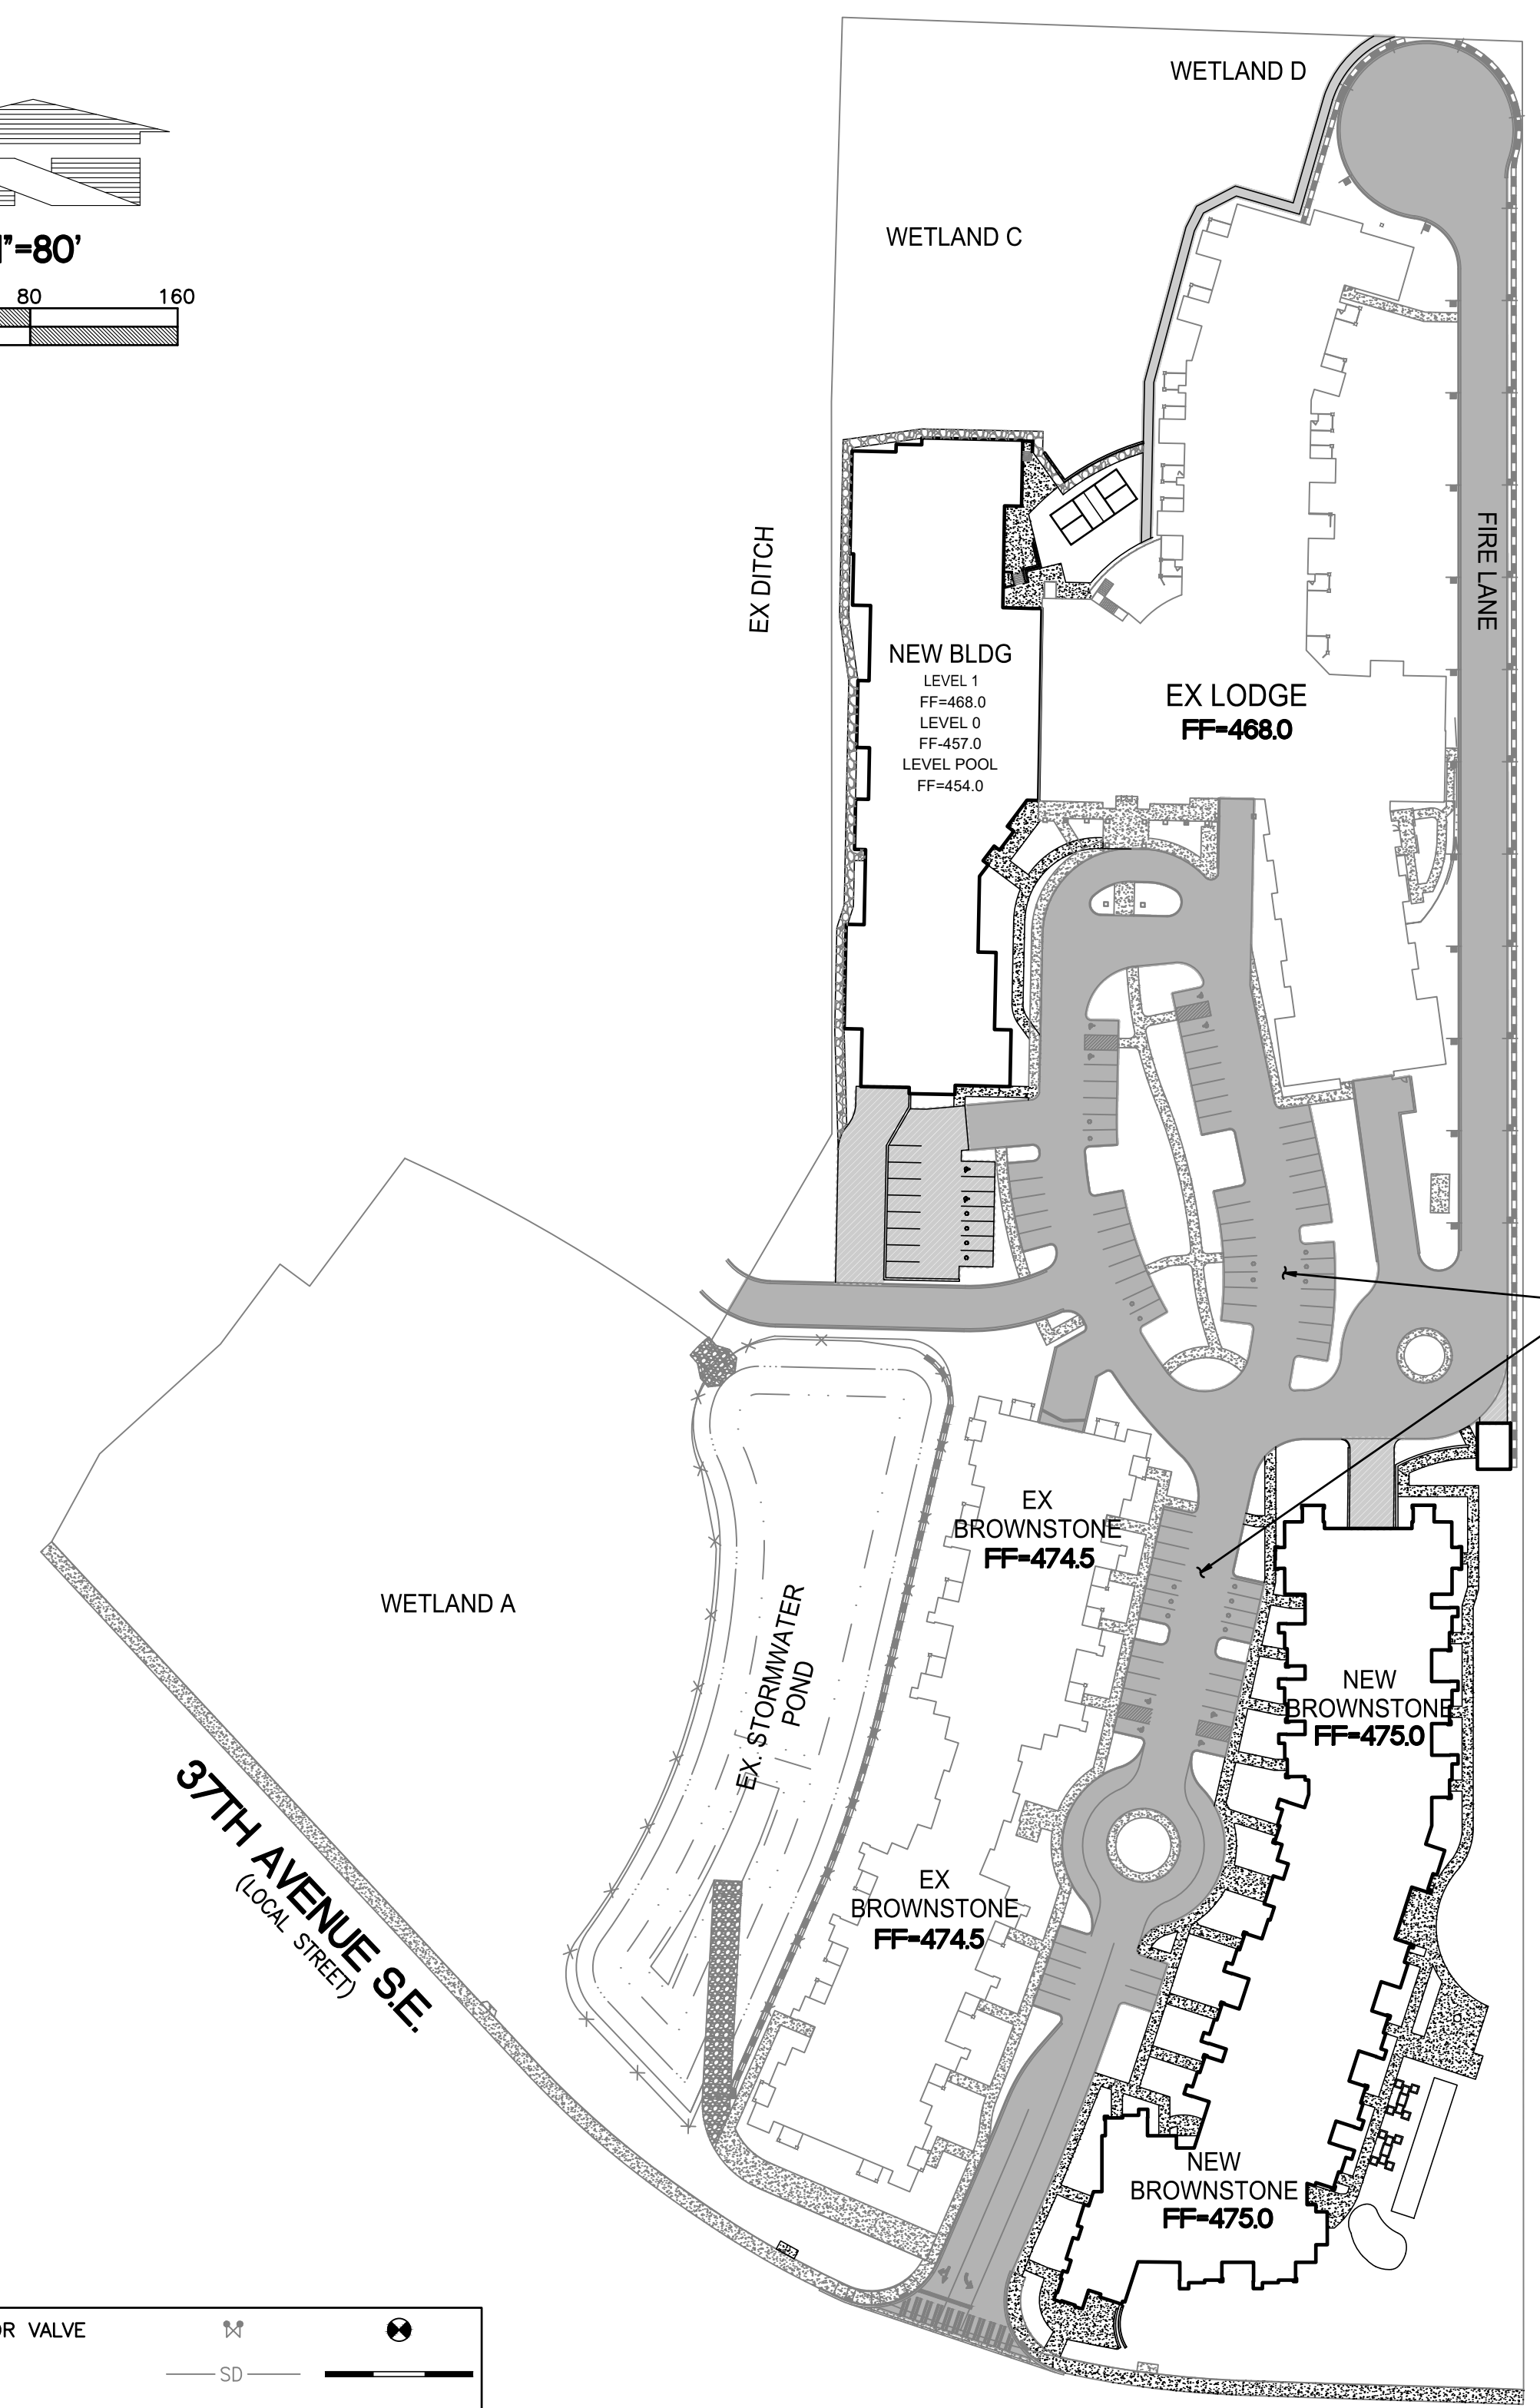 WETLAND D
1"=80'
80 160
WETLAND C
FIRE LANE
EX DITCH
NEW BLDG
LEVEL 1
FF=468.0
LEVEL 0
FF-457.0
LEVEL POOL
FF=454.0
EX LODGE
FF=468.0
EX
BROWNSTONE
FF=474.5
WETLAND A
EX. STORMWATER
POND
NEW
BROWNSTONE
FF=475.0
37TH AVENUE S.E.
(LOCAL STREET)
EX
BROWNSTONE
FF=474.5
NEW
BROWNSTONE
FF=475.0
VALVE
SD